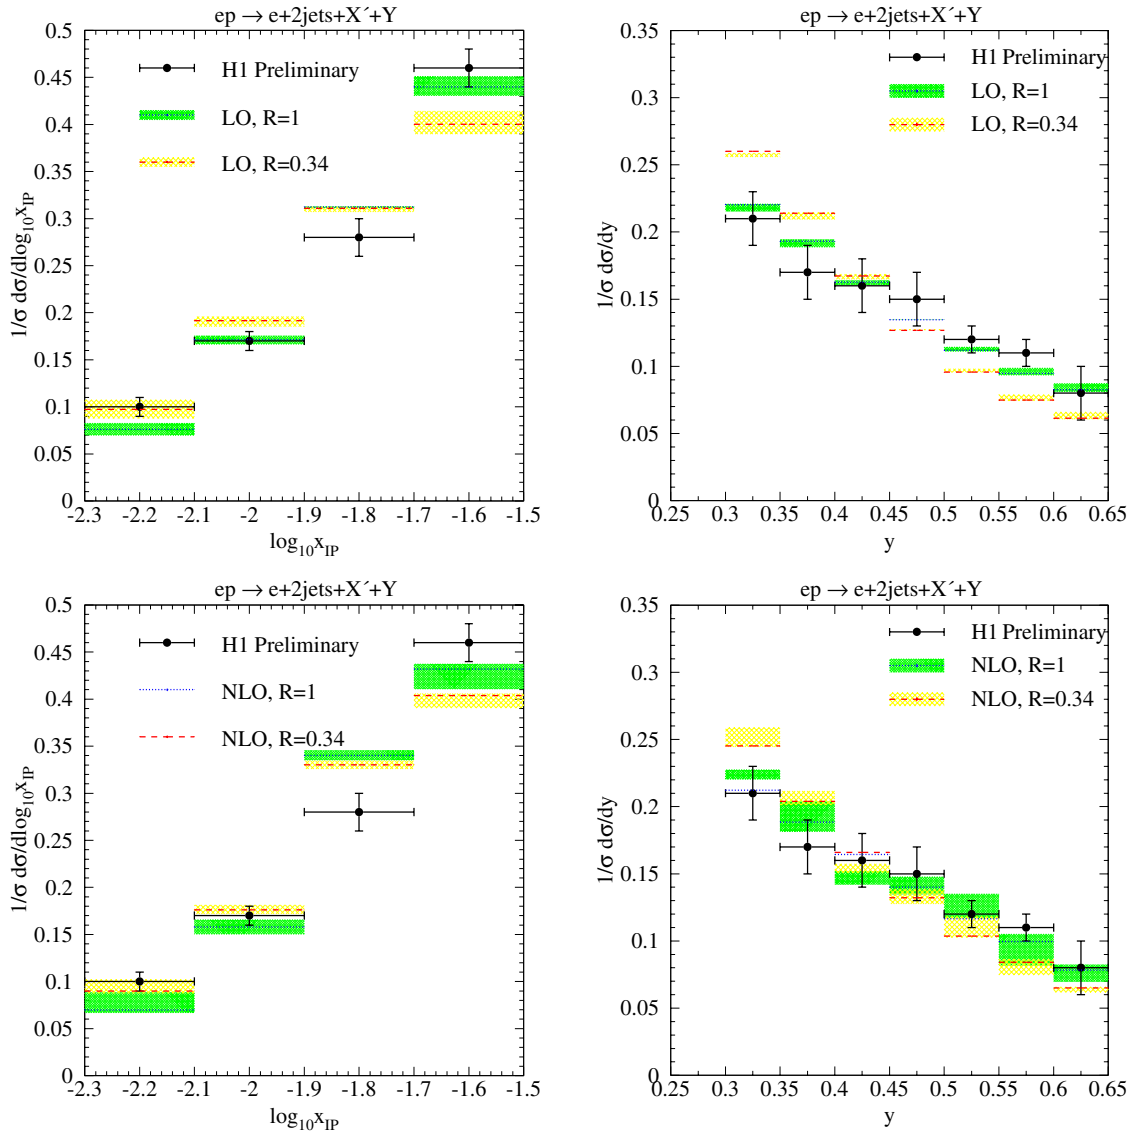 ep → e+2jets+X´+Y
0.5
0.45
0.4
0.35
0.3
0.25
0.2
0.15
0.1
0.05
0
1/σ dσ/dlog10xIP
H1 Preliminary
LO, R=1
LO, R=0.34
-2.3 -2.2 -2.1 -2 -1.9 -1.8 -1.7 -1.6 -1.5
log10xIP
ep → e+2jets+X´+Y
0.35
0.3
0.25
0.2
0.15
0.1
0.05
0
1/σ dσ/dy
H1 Preliminary
LO, R=1
LO, R=0.34
0.25 0.3 0.35 0.4 0.45 0.5 0.55 0.6 0.65
y
ep → e+2jets+X´+Y
0.5
0.45
0.4
0.35
0.3
0.25
0.2
0.15
0.1
0.05
0
1/σ dσ/dlog10xIP
H1 Preliminary
NLO, R=1
NLO, R=0.34
-2.3 -2.2 -2.1 -2 -1.9 -1.8 -1.7 -1.6 -1.5
log10xIP
ep → e+2jets+X´+Y
0.35
0.3
0.25
0.2
0.15
0.1
0.05
0
1/σ dσ/dy
H1 Preliminary
NLO, R=1
NLO, R=0.34
0.25 0.3 0.35 0.4 0.45 0.5 0.55 0.6 0.65
y